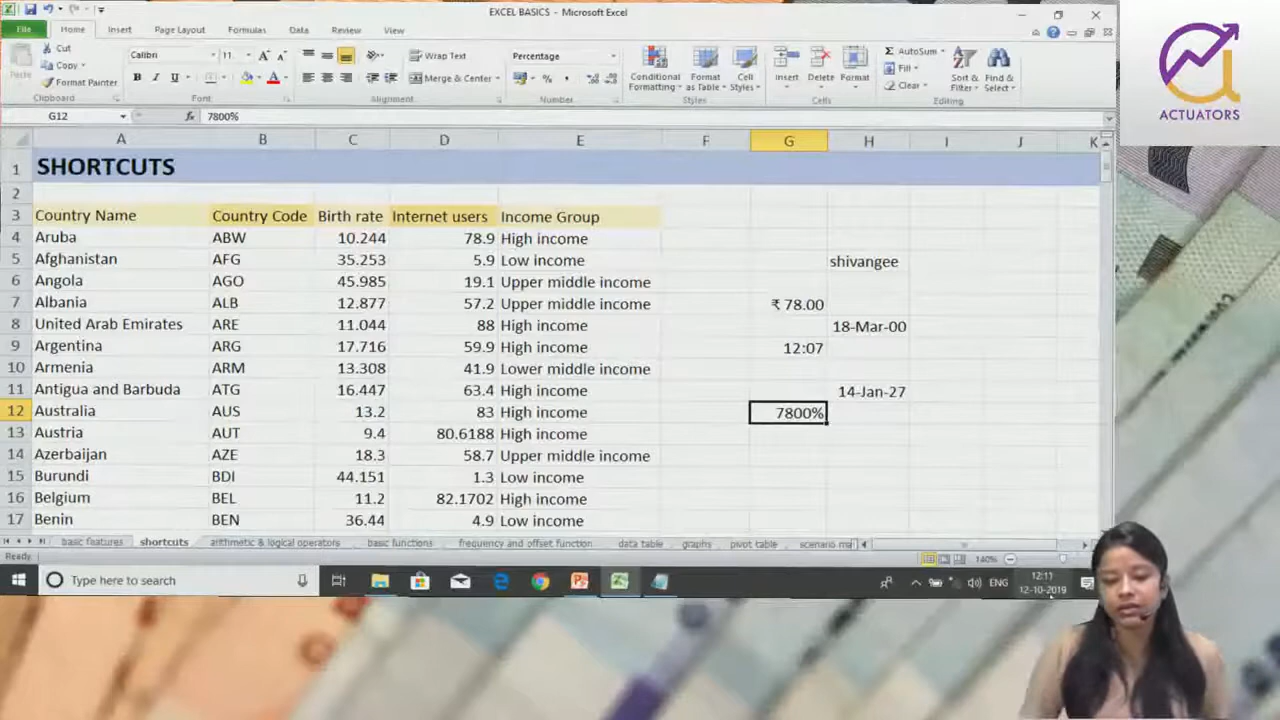 EXCEL BASICS - Microsoft Excel
File Home Insert Page Layout Formulas Data Review View
Paste
Cut
Copy
Format Painter
Clipboard
Calibri 11
B I U
Font
Wrap Text
Merge & Center
Alignment
Percentage
Number
Conditional Formatting
Format as Table
Cell Styles
Styles
Insert Delete Format
Cells
AutoSum
Fill
Clear
Sort & Filter
Find & Select
Editing
ACTUATORS
G12 fx 7800%
A B C D E F G H I J K
1 SHORTCUTS
2
3 Country Name Country Code Birth rate Internet users Income Group
4 Aruba ABW 10.244 78.9 High income
5 Afghanistan AFG 35.253 5.9 Low income shivangee
6 Angola AGO 45.985 19.1 Upper middle income
7 Albania ALB 12.877 57.2 Upper middle income ₹ 78.00
8 United Arab Emirates ARE 11.044 88 High income 18-Mar-00
9 Argentina ARG 17.716 59.9 High income 12:07
10 Armenia ARM 13.308 41.9 Lower middle income
11 Antigua and Barbuda ATG 16.447 63.4 High income 14-Jan-27
12 Australia AUS 13.2 83 High income 7800%
13 Austria AUT 9.4 80.6188 High income
14 Azerbaijan AZE 18.3 58.7 Upper middle income
15 Burundi BDI 44.151 1.3 Low income
16 Belgium BEL 11.2 82.1702 High income
17 Benin BEN 36.44 4.9 Low income
basic features shortcuts arithmetic & logical operators basic functions frequency and offset function data table graphs pivot table scenario ma
Ready 140%
Type here to search ENG 12:11
12-10-2019